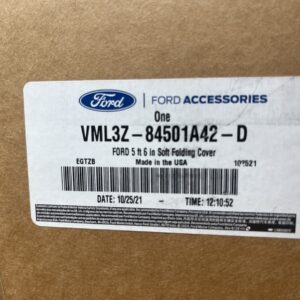 Ford FORD ACCESSORIES
One
VML3Z-84501A42-D
FORD 5 ft 6 in Soft Folding Cover
EGTZB Made in the USA 102521
DATE: 10/25/21 - TIME: 12:10:52